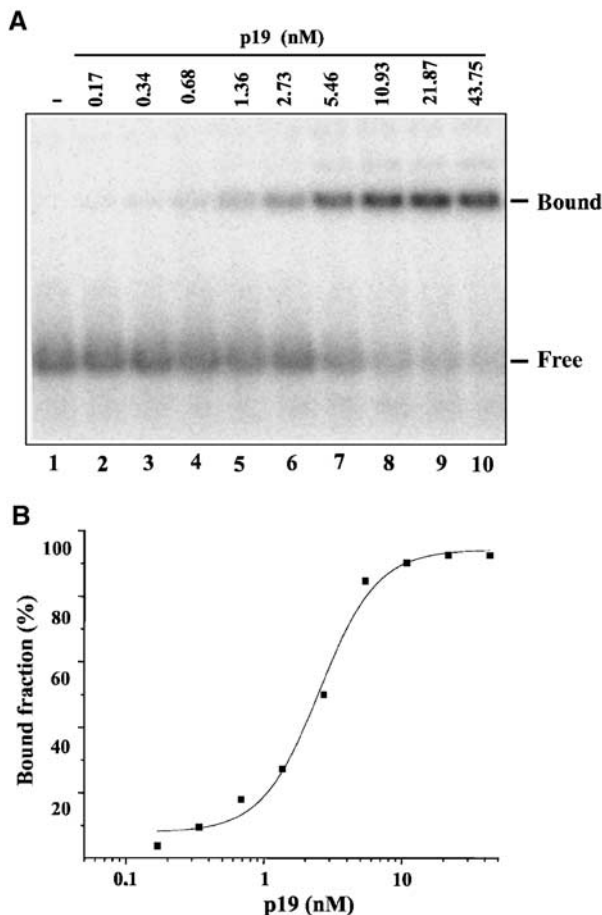 A
p19 (nM)
- 0.17 0.34 0.68 1.36 2.73 5.46 10.93 21.87 43.75
Bound
Free
1 2 3 4 5 6 7 8 9 10
B
100
80
60
40
20
Bound fraction (%)
0.1 1 10
p19 (nM)